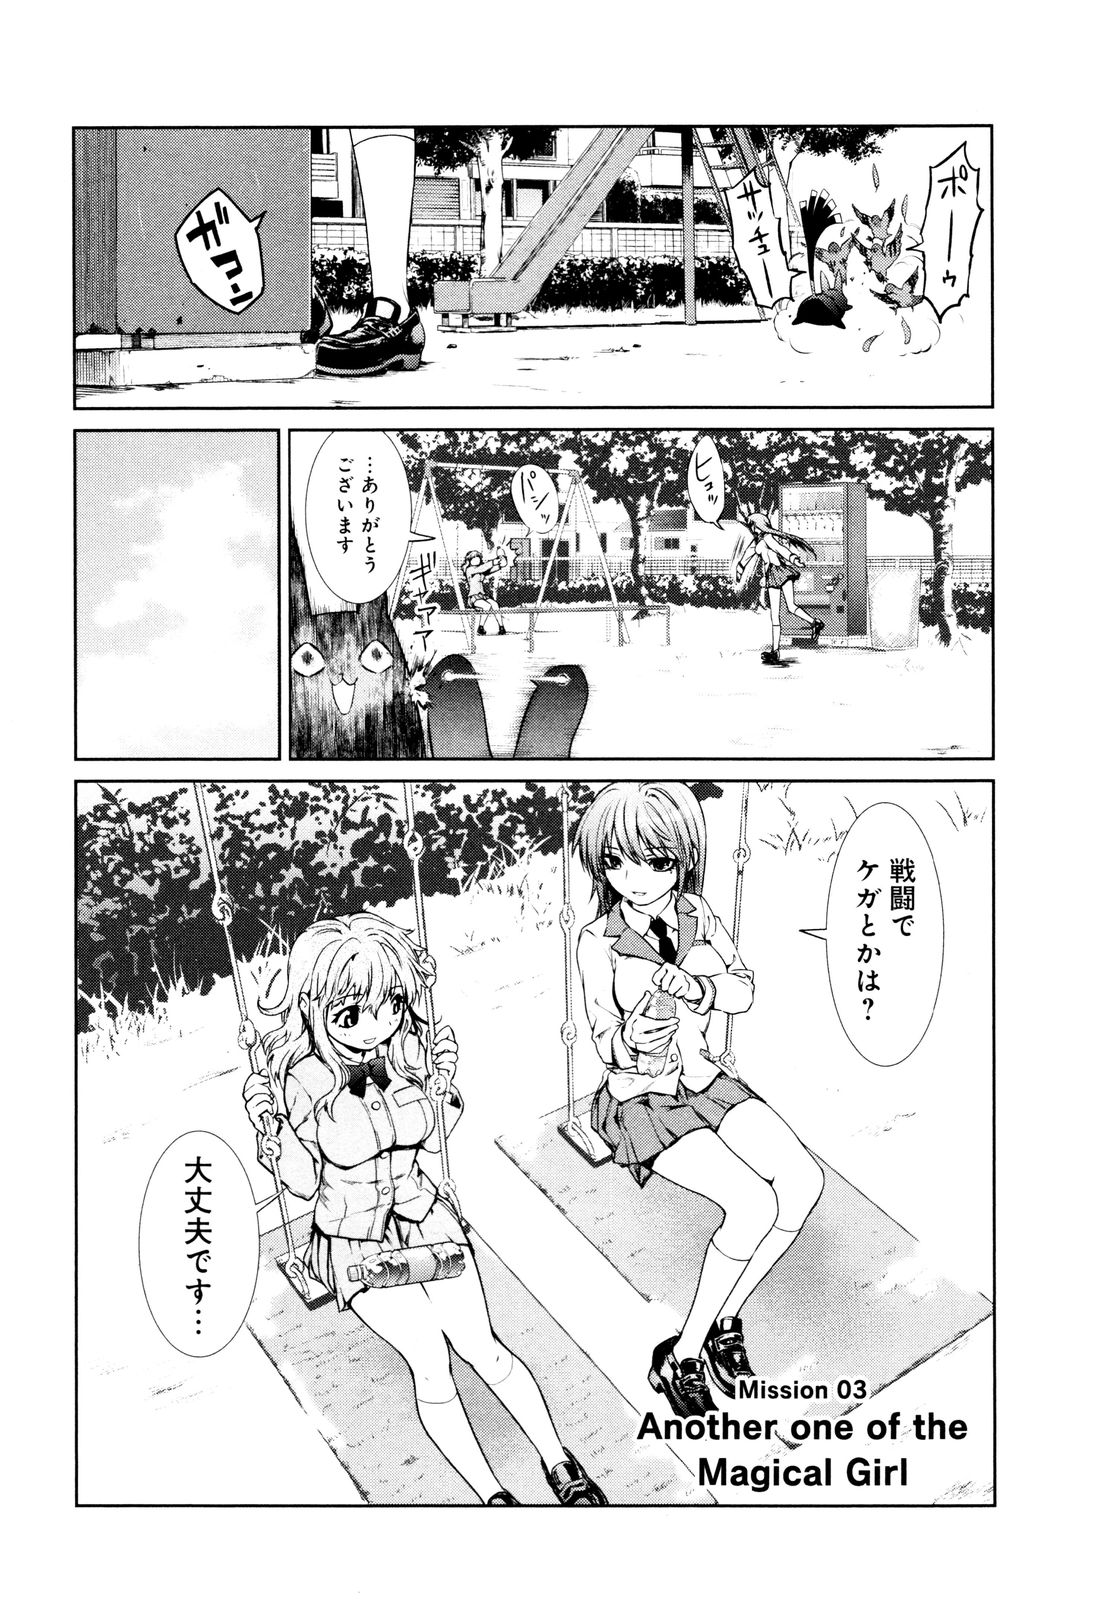 ポーゥ
サッチューー
ガコン
ヒュッ
パシッ
…ありがとう
ございます
ギャアアア
戦闘で
ケガとかは？
大丈夫です…
Mission 03
Another one of the
Magical Girl